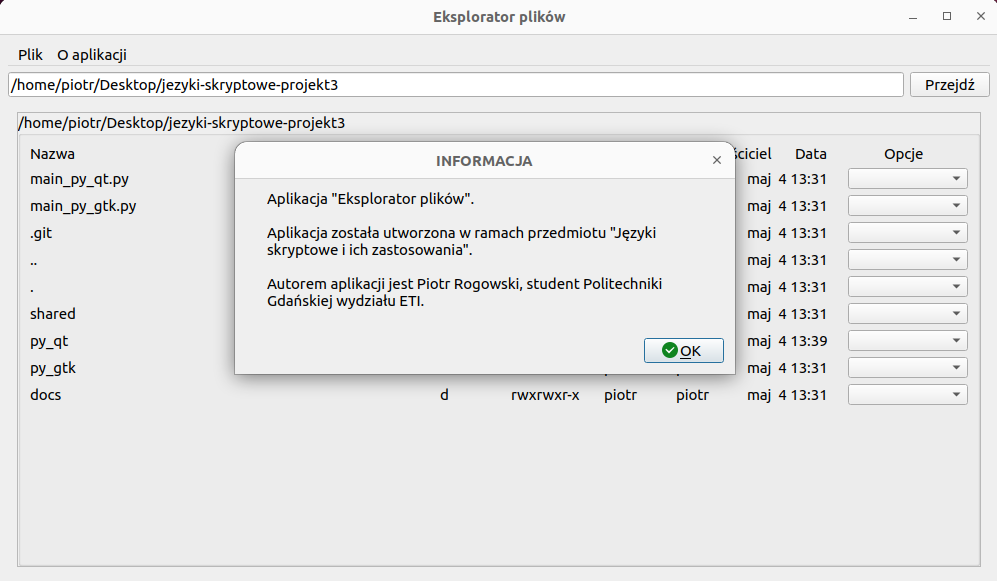 Eksplorator plików
Plik O aplikacji
/home/piotr/Desktop/jezyki-skryptowe-projekt3 Przejdź
/home/piotr/Desktop/jezyki-skryptowe-projekt3
Nazwa Data Opcje
INFORMACJA
Aplikacja "Eksplorator plików".
Aplikacja została utworzona w ramach przedmiotu "Języki
skryptowe i ich zastosowania".
Autorem aplikacji jest Piotr Rogowski, student Politechniki
Gdańskiej wydziału ETI.
OK
main_py_qt.py maj 4 13:31
main_py_gtk.py maj 4 13:31
.git maj 4 13:31
.. maj 4 13:31
. maj 4 13:31
shared maj 4 13:31
py_qt maj 4 13:39
py_gtk maj 4 13:31
docs d rwxrwxr-x piotr piotr maj 4 13:31